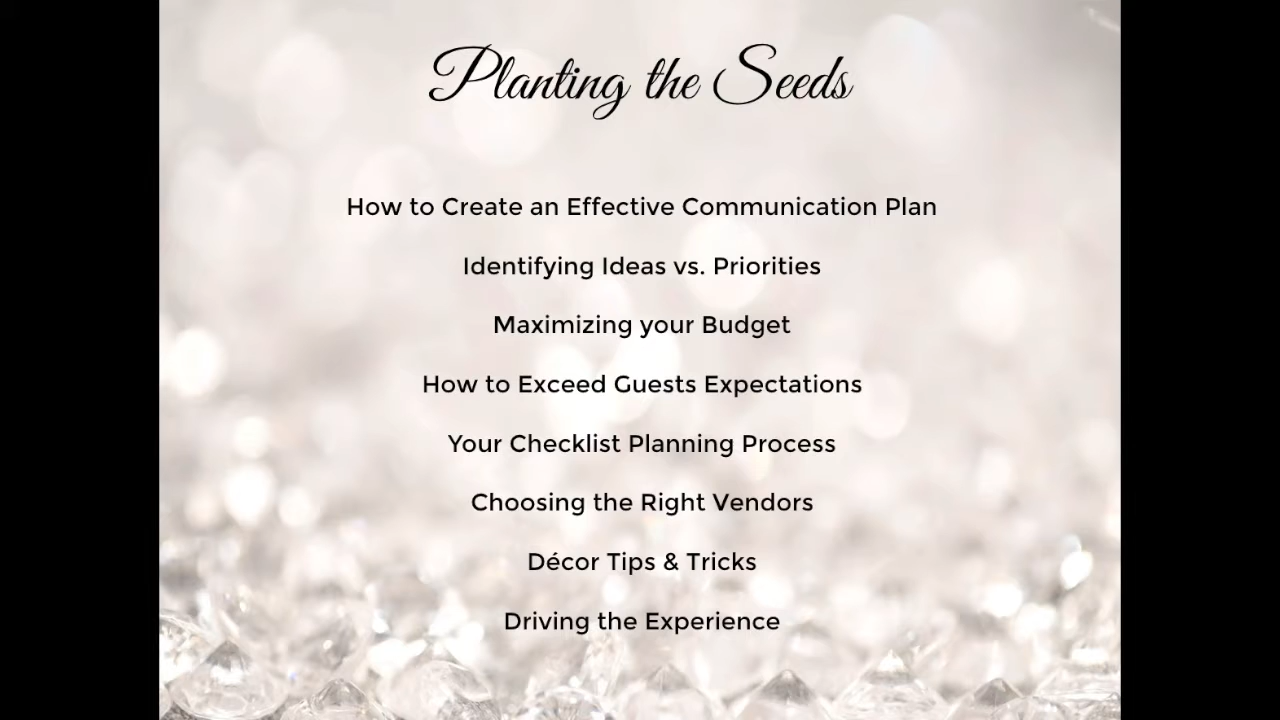 Planting the Seeds
How to Create an Effective Communication Plan
Identifying Ideas vs. Priorities
Maximizing your Budget
How to Exceed Guests Expectations
Your Checklist Planning Process
Choosing the Right Vendors
Décor Tips & Tricks
Driving the Experience